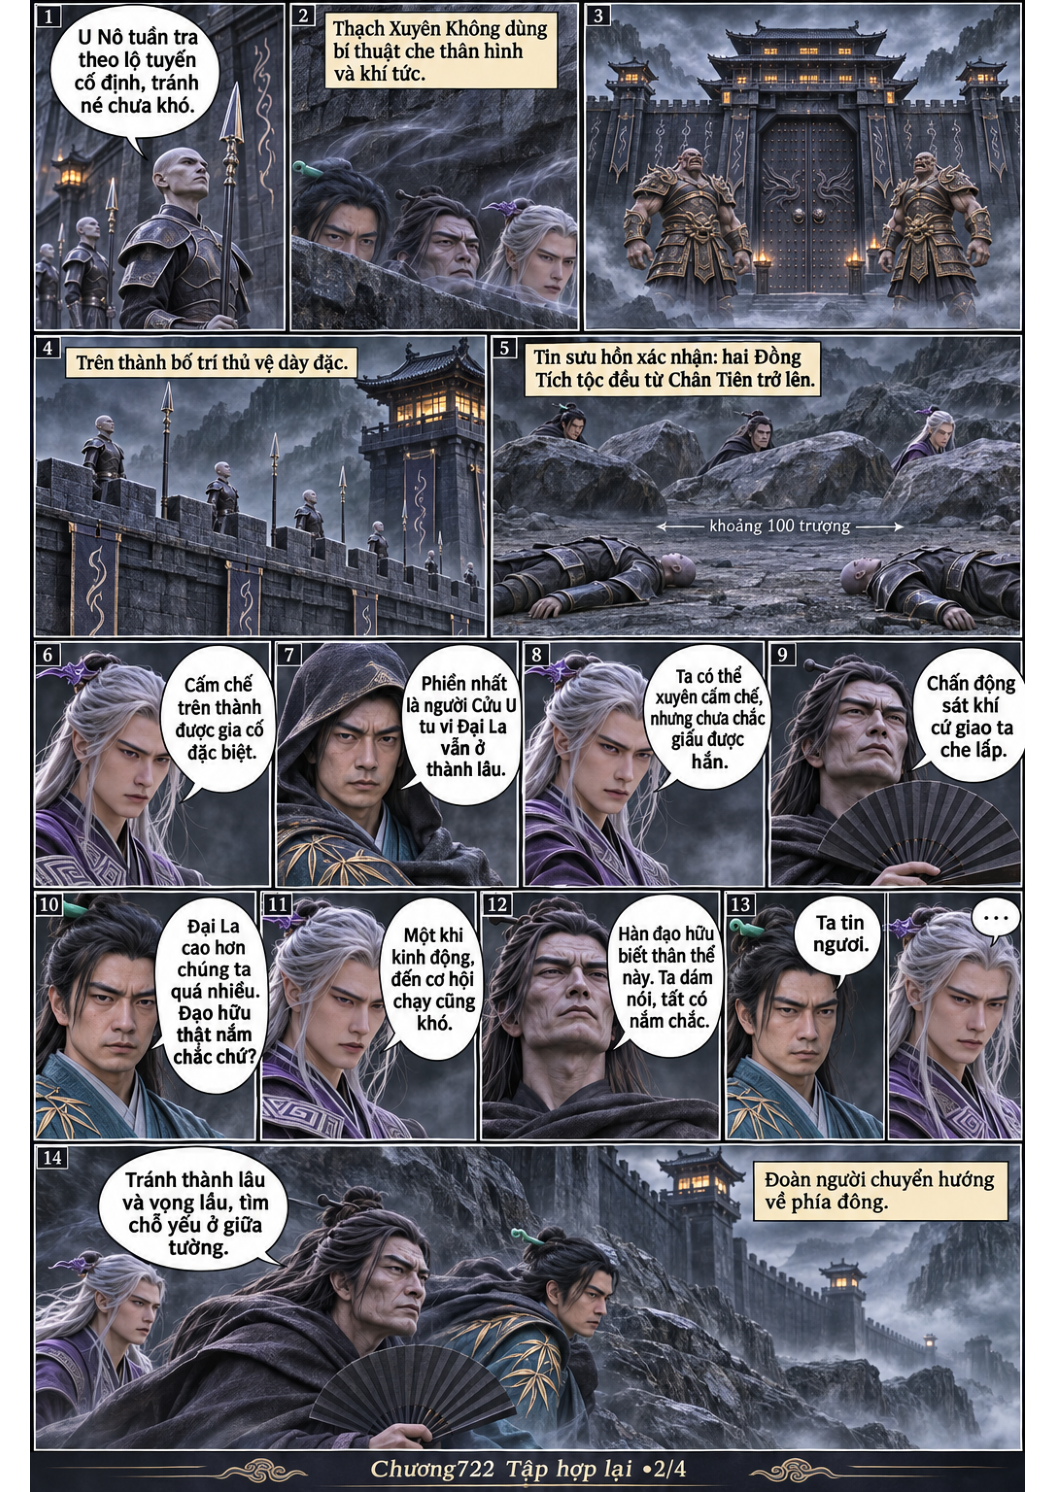 1
U Nô tuần tra
theo lộ tuyến
cố định, tránh
né chưa khó.
2
Thạch Xuyên Không dùng
bí thuật che thân hình
và khí tức.
3
4
Trên thành bố trí thủ vệ dày đặc.
5
Tin sưu hồn xác nhận: hai Đồng
Tích tộc đều từ Chân Tiên trở lên.
khoảng 100 trượng
6
Cấm chế
trên thành
được gia cố
đặc biệt.
7
Phiền nhất
là người Cửu U
tu vi Đại La
vẫn ở
thành lâu.
8
Ta có thể
xuyên cấm chế,
nhưng chưa chắc
giấu được
hắn.
9
Chấn động
sát khí
cứ giao ta
che lấp.
10
Đại La
cao hơn
chúng ta
quá nhiều.
Đạo hữu
thật nắm
chắc chứ?
11
Một khi
kinh động,
đến cơ hội
chạy cũng
khó.
12
Hàn đạo hữu
biết thân thể
này. Ta dám
nói, tất có
nắm chắc.
13
Ta tin
ngươi.
...
14
Tránh thành lâu
và vọng lầu, tìm
chỗ yếu ở giữa
tường.
Đoàn người chuyển hướng
về phía đông.
Chương722 Tập hợp lại •2/4